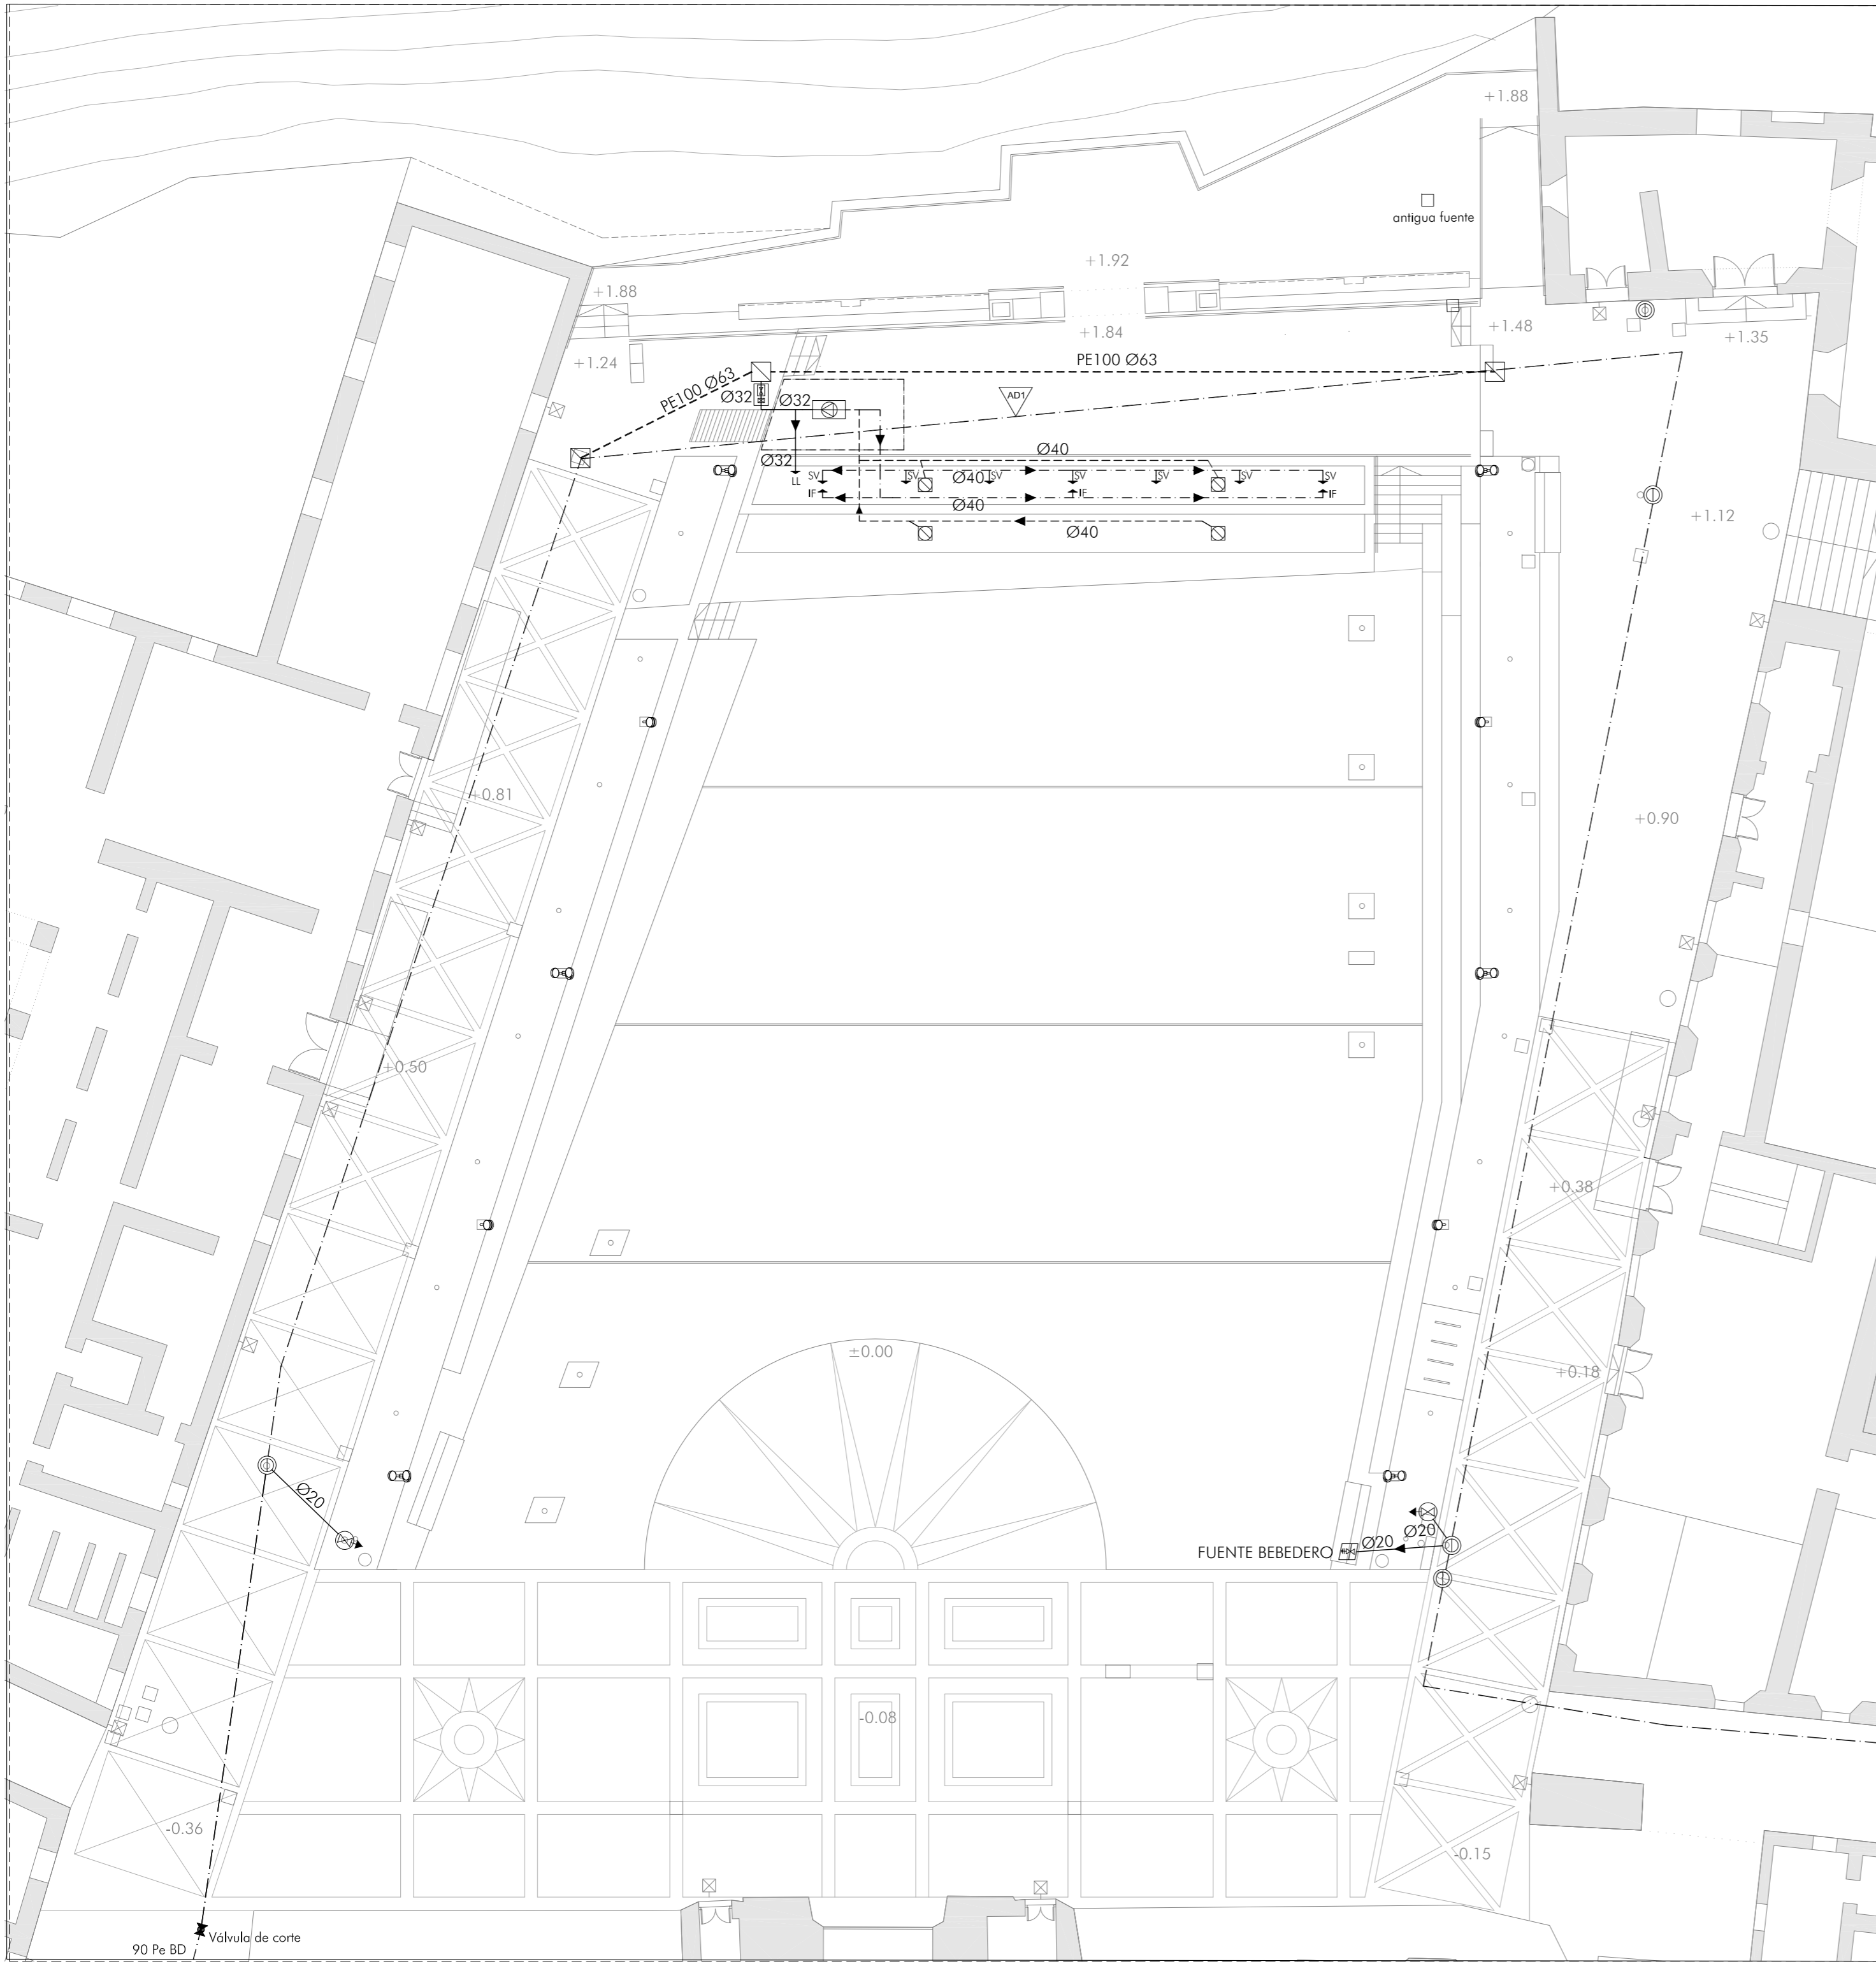 +1.88
antigua fuente
+1.92
+1.88
+1.84
+1.48
+1.35
+1.24
PE100 Ø63
PE100 Ø63
Ø32
Ø32
AD1
Ø40
Ø32
LL
SV
SV
Ø40
SV
SV
SV
SV
SV
IF
IF
IF
Ø40
Ø40
+1.12
+0.81
+0.90
+0.50
+0.38
±0.00
+0.18
Ø20
Ø20
Ø20
FUENTE BEBEDERO
-0.08
-0.36
-0.15
Válvula de corte
90 Pe BD